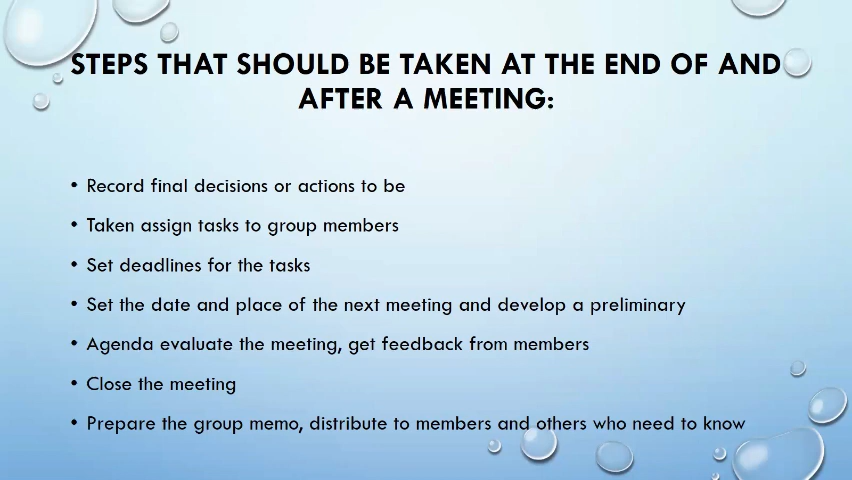 STEPS THAT SHOULD BE TAKEN AT THE END OF AND
AFTER A MEETING:
• Record final decisions or actions to be
• Taken assign tasks to group members
• Set deadlines for the tasks
• Set the date and place of the next meeting and develop a preliminary
• Agenda evaluate the meeting, get feedback from members
• Close the meeting
• Prepare the group memo, distribute to members and others who need to know